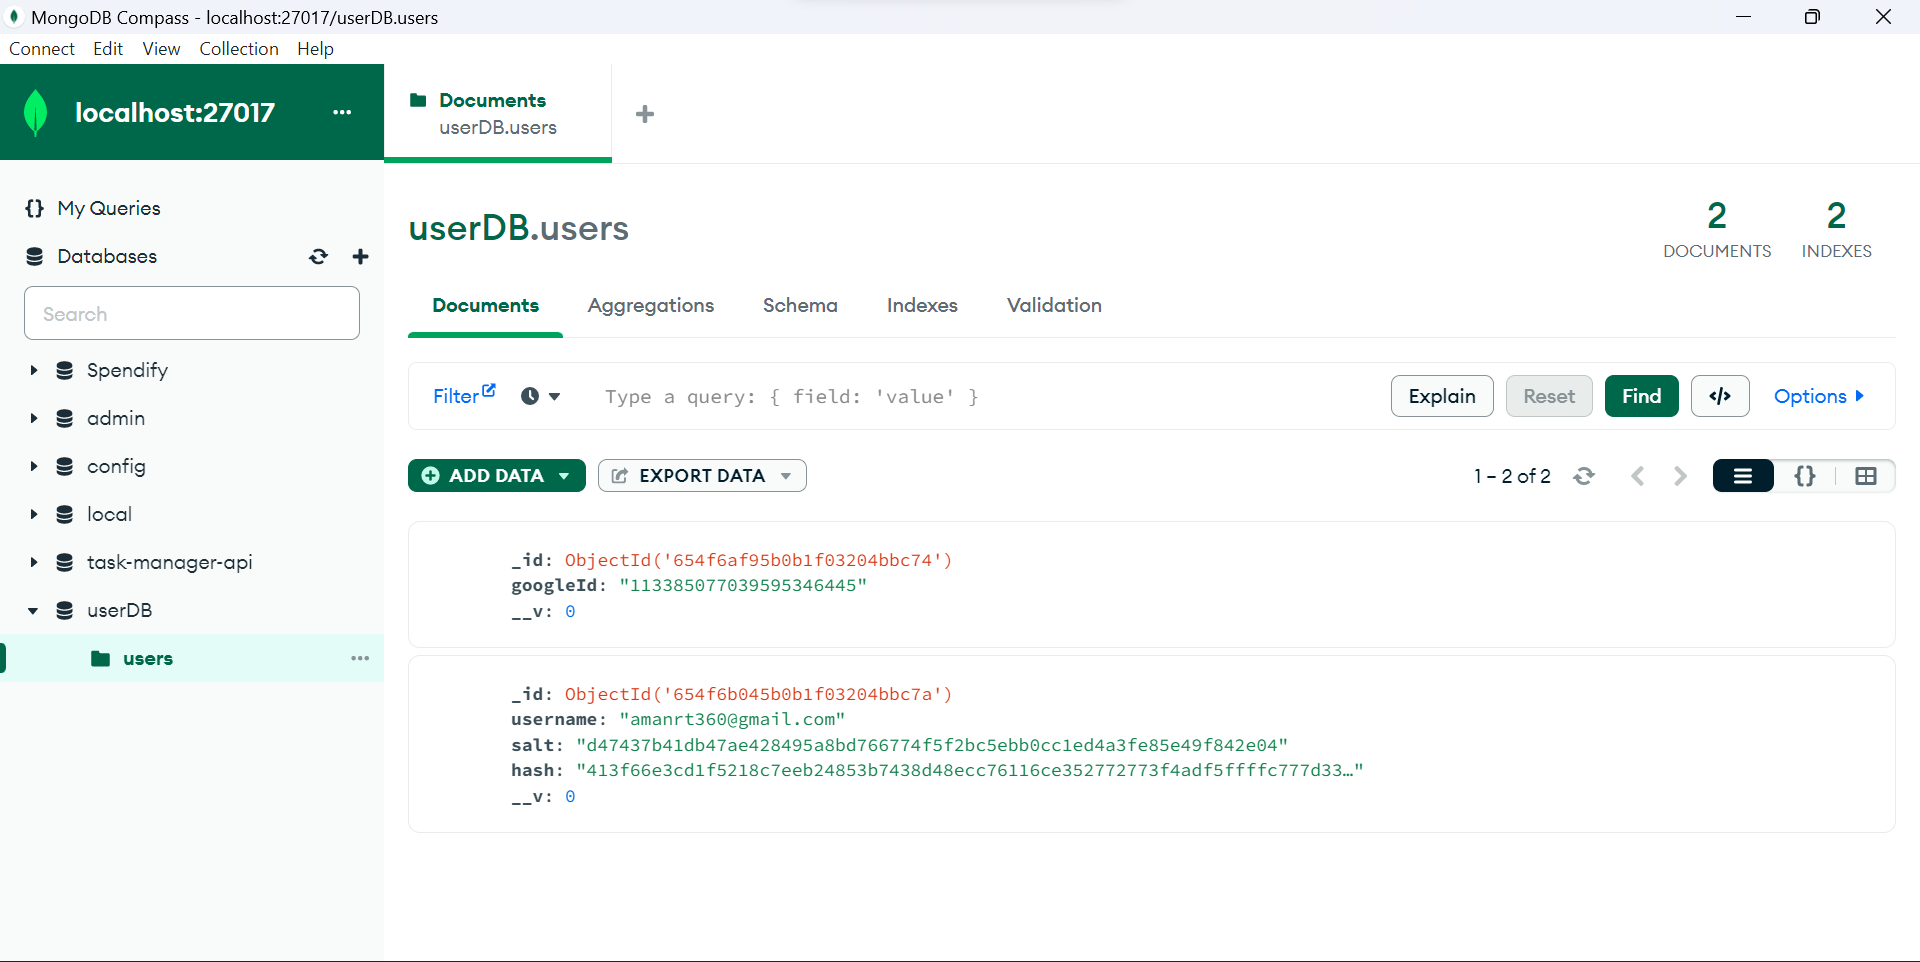 MongoDB Compass - localhost:27017/userDB.users
Connect Edit View Collection Help
localhost:27017 ...
Documents
userDB.users
+
{} My Queries
Databases
Search
Spendify
admin
config
local
task-manager-api
userDB
users ...
userDB.users
2 DOCUMENTS
2 INDEXES
Documents Aggregations Schema Indexes Validation
Filter Type a query: { field: 'value' } Explain Reset Find </> Options
ADD DATA EXPORT DATA 1 – 2 of 2 {}
_id: ObjectId('654f6af95b0b1f03204bbc74')
googleId: "113385077039595346445"
__v: 0
_id: ObjectId('654f6b045b0b1f03204bbc7a')
username: "amanrt360@gmail.com"
salt: "d47437b41db47ae428495a8bd766774f5f2bc5ebb0cc1ed4a3fe85e49f842e04"
hash: "413f66e3cd1f5218c7eeb24853b7438d48ecc76116ce352772773f4adf5ffffc777d33…"
__v: 0